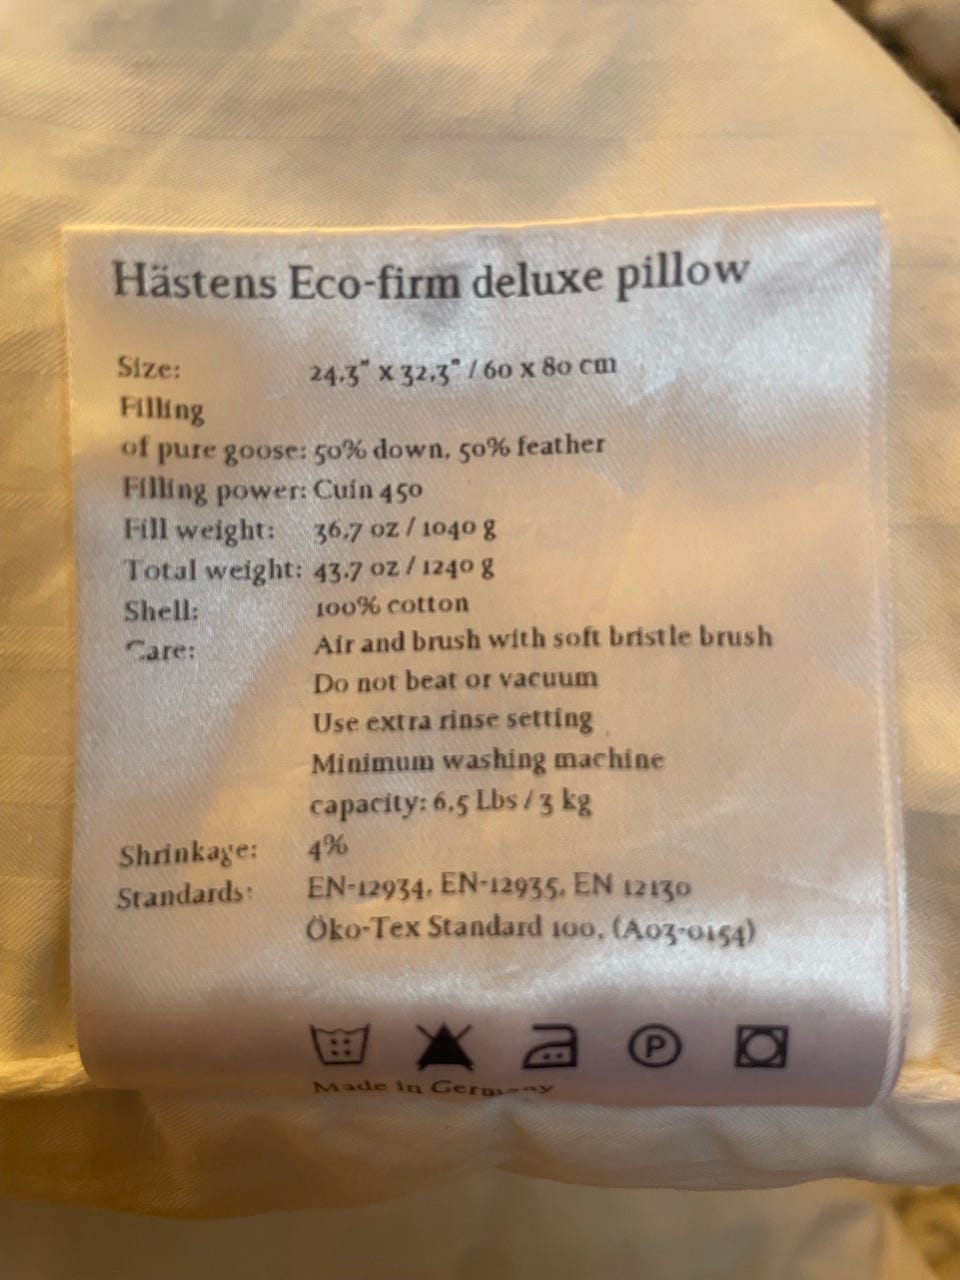 Hästens Eco-firm deluxe pillow
Size: 24,3" x 32,3" / 60 x 80 cm
Filling
of pure goose: 50% down, 50% feather
Filling power: Cuin 450
Fill weight: 36,7 oz / 1040 g
Total weight: 43,7 oz / 1240 g
Shell: 100% cotton
Care: Air and brush with soft bristle brush
Do not beat or vacuum
Use extra rinse setting
Minimum washing machine
capacity: 6,5 Lbs / 3 kg
Shrinkage: 4%
Standards: EN-12934, EN-12935, EN 12130
Öko-Tex Standard 100, (A03-0154)
P
Made in Germany